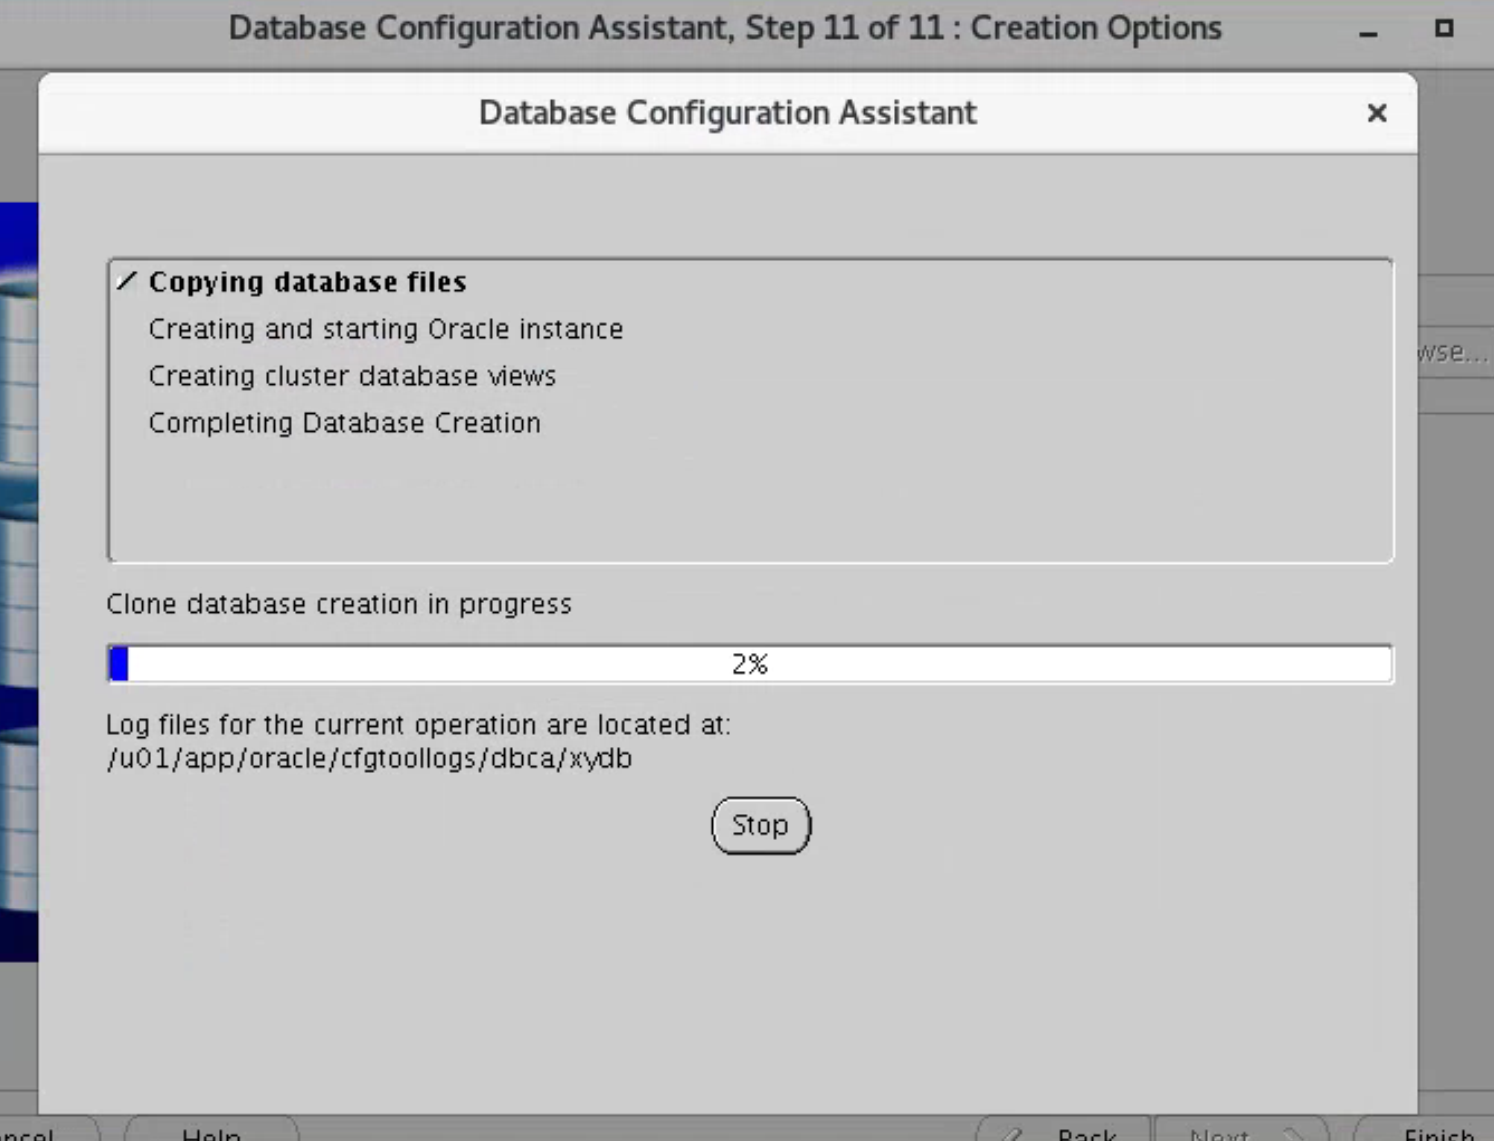 Database Configuration Assistant, Step 11 of 11 : Creation Options
Database Configuration Assistant
Copying database files
Creating and starting Oracle instance
Creating cluster database views
Completing Database Creation
wse...
Clone database creation in progress
2%
Log files for the current operation are located at:
/u01/app/oracle/cfgtoollogs/dbca/xydb
Stop
ncel Help Back Next Finish